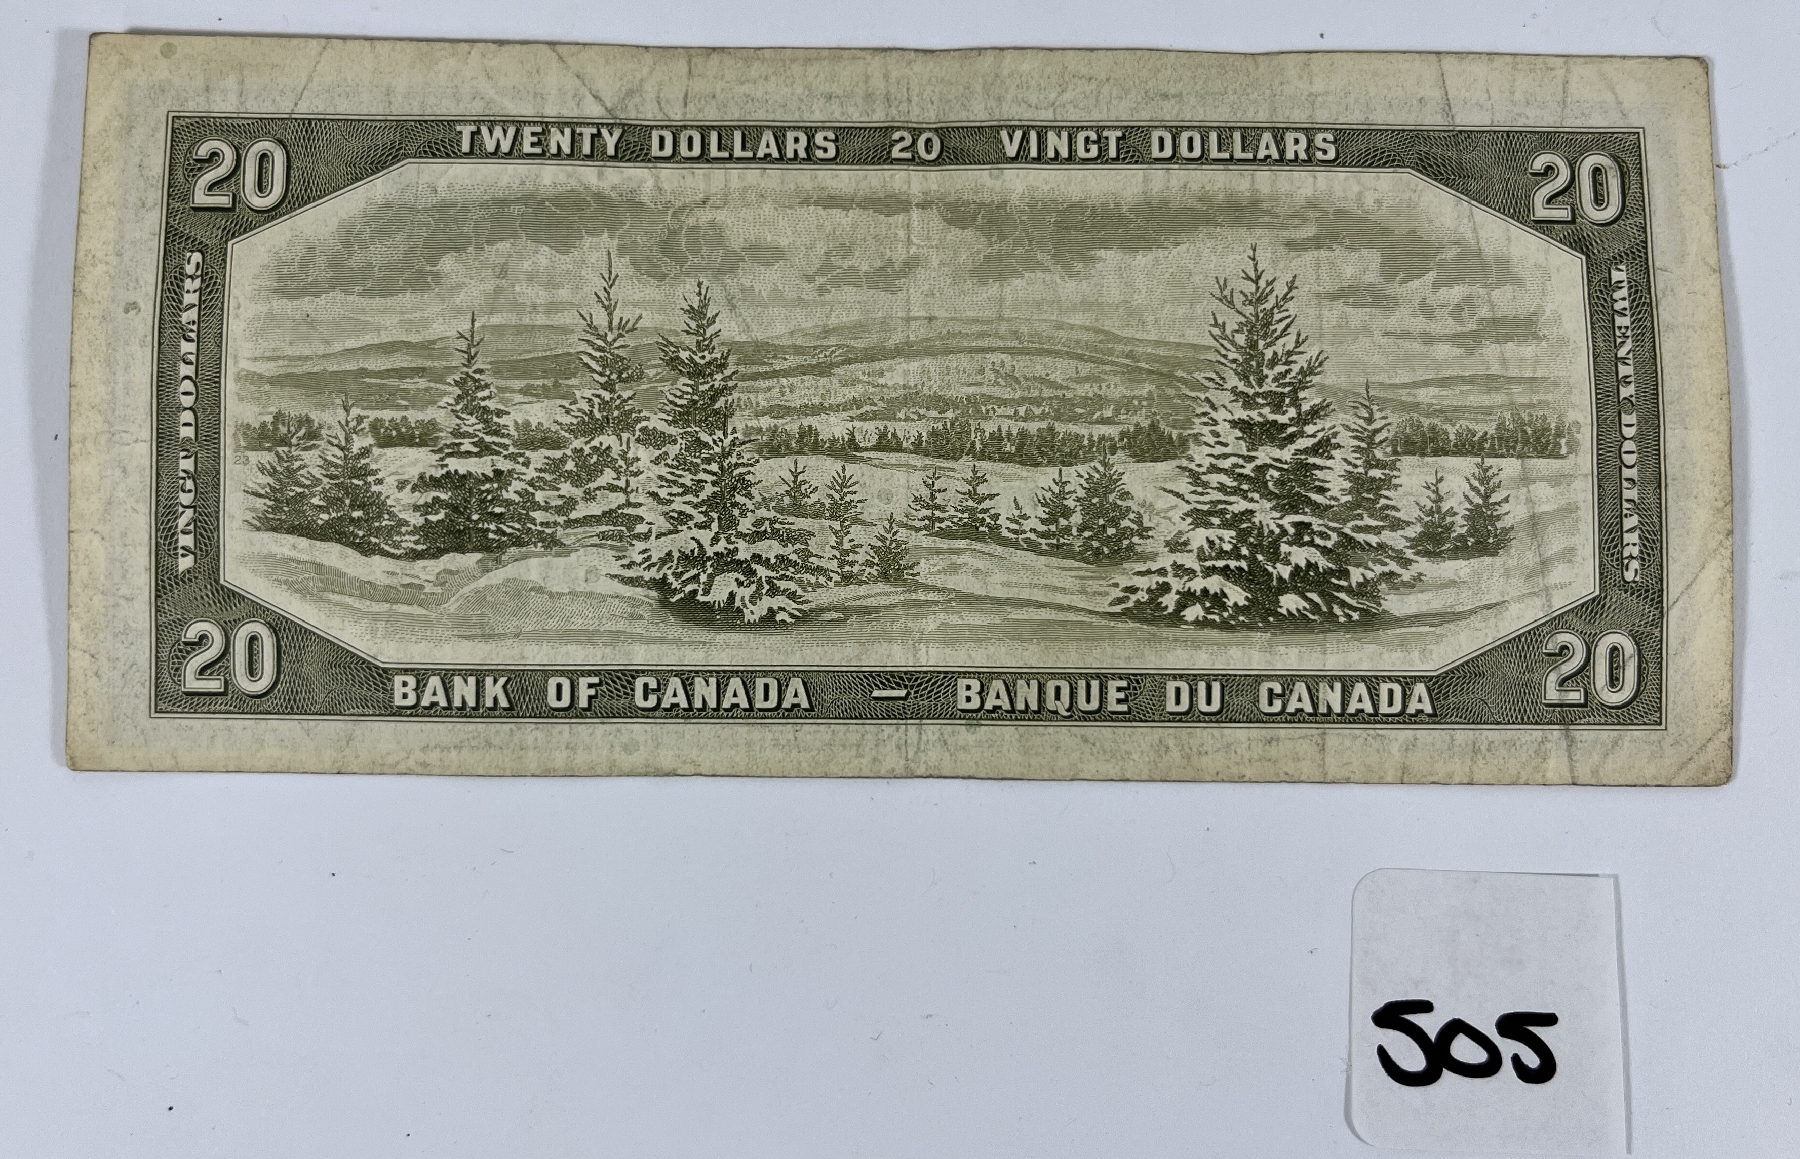 TWENTY DOLLARS 20 VINGT DOLLARS
20
20
VINGT DOLLARS
TWENTY DOLLARS
23
20
20
BANK OF CANADA — BANQUE DU CANADA
505